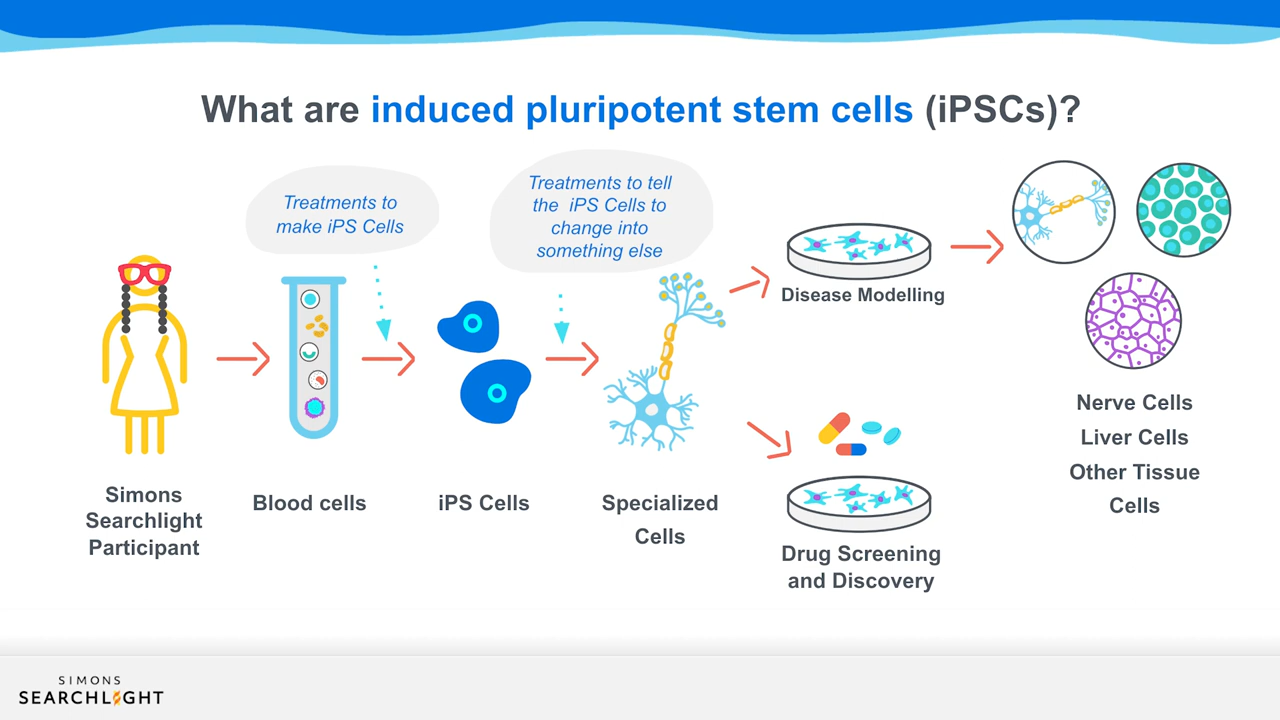 What are induced pluripotent stem cells (iPSCs)?
Treatments to
make iPS Cells
Treatments to tell
the iPS Cells to
change into
something else
Simons
Searchlight
Participant
Blood cells
iPS Cells
Specialized
Cells
Disease Modelling
Drug Screening
and Discovery
Nerve Cells
Liver Cells
Other Tissue
Cells
SIMONS
SEARCHLIGHT